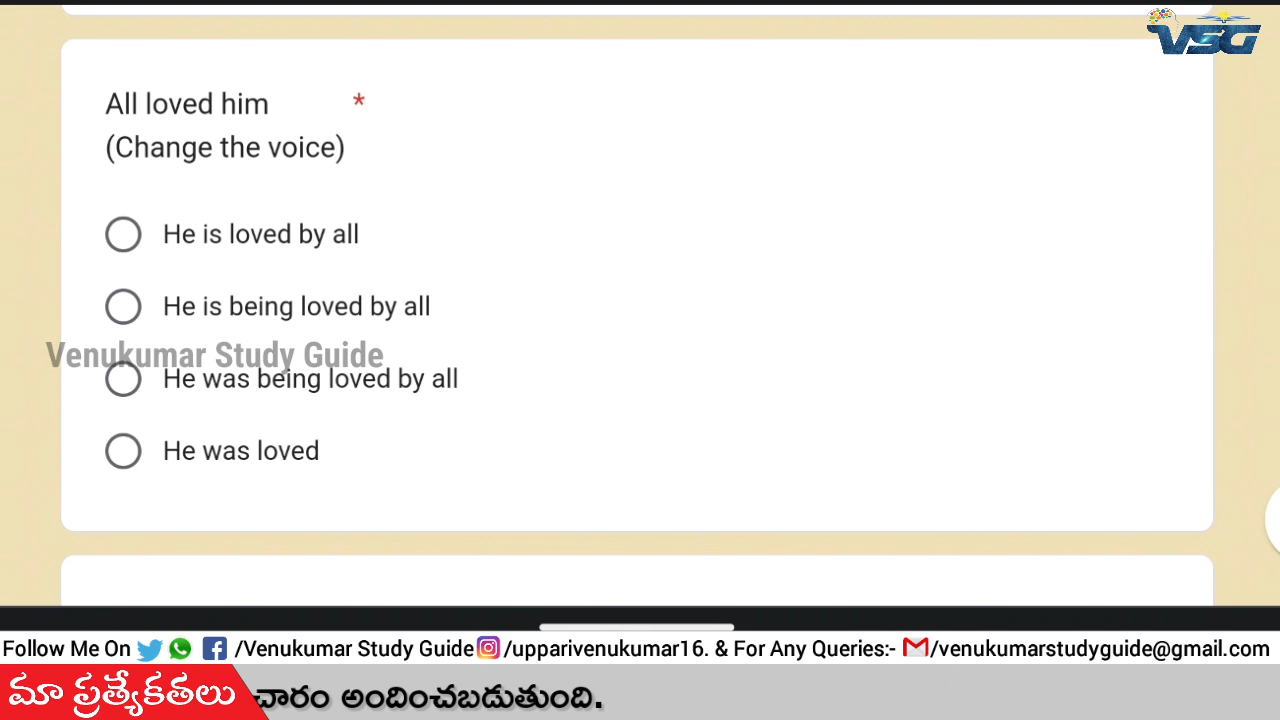 VSG
All loved him *
(Change the voice)
He is loved by all
He is being loved by all
Venukumar Study Guide
He was being loved by all
He was loved
Follow Me On /Venukumar Study Guide /upparivenukumar16. & For Any Queries:- /venukumarstudyguide@gmail.com
మా ప్రత్యేకతలు చారం అందించబడుతుంది.